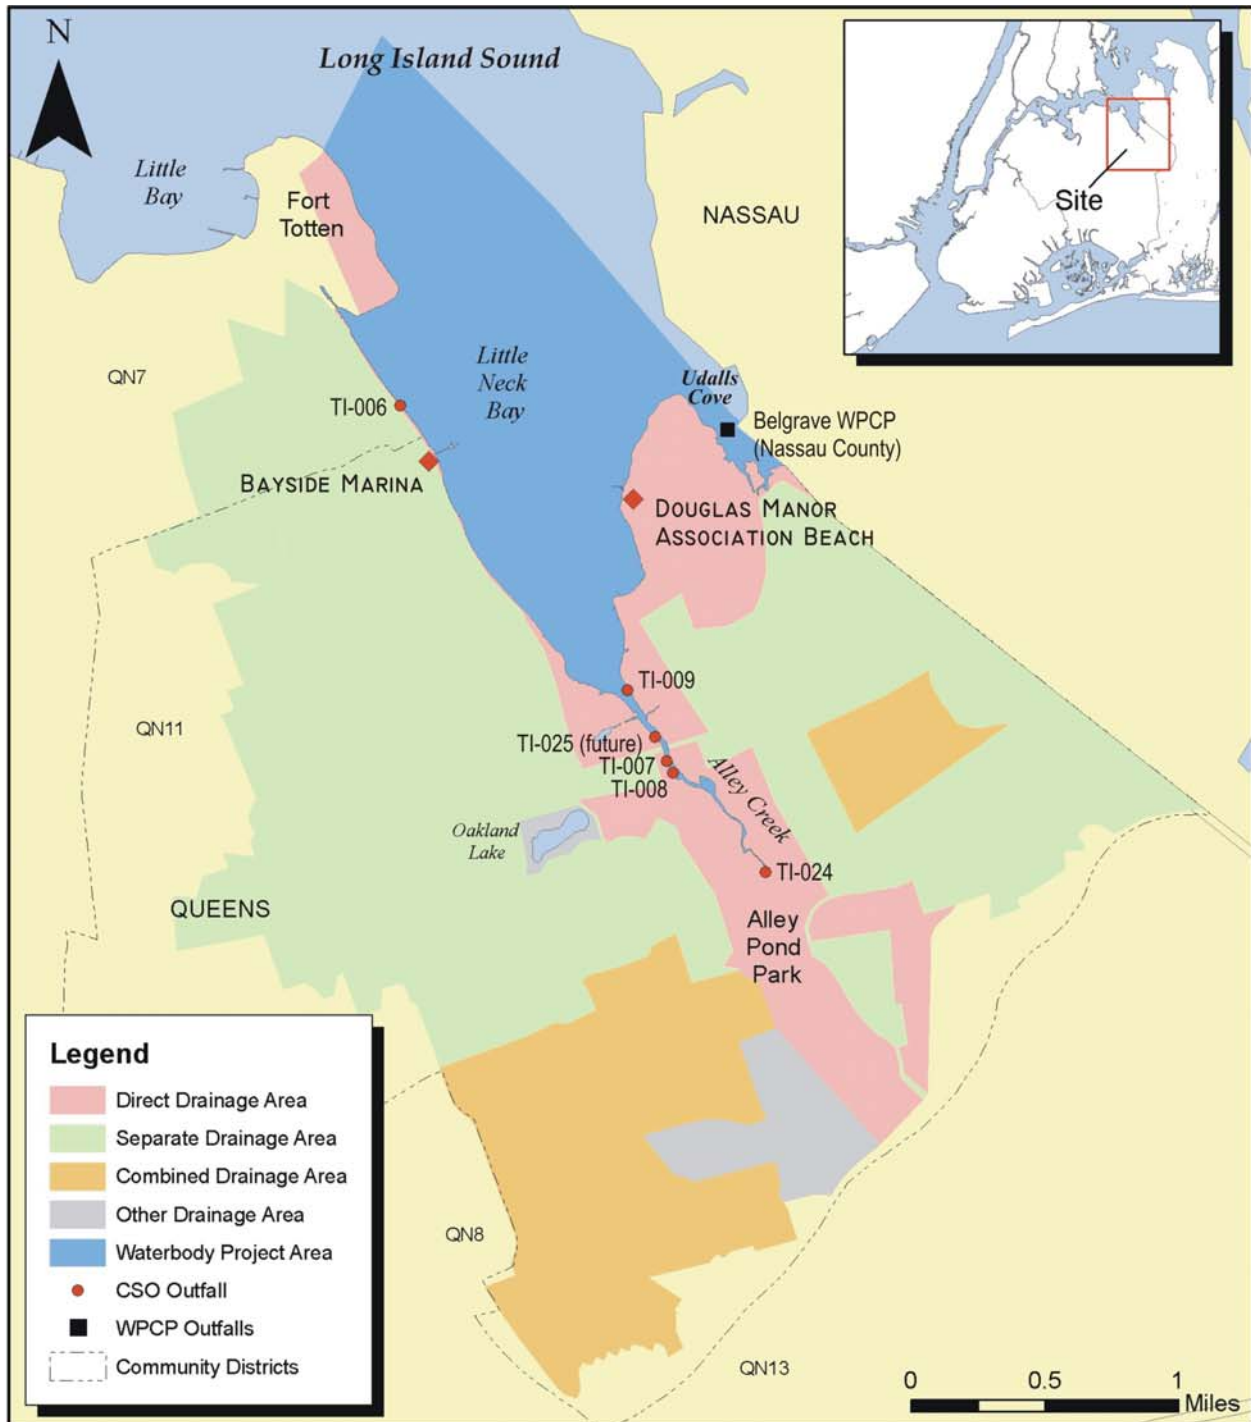 N
Long Island Sound
Little
Bay
Fort
Totten
NASSAU
Site
QN7
Little
Neck
Bay
Udalls
Cove
TI-006
Belgrave WPCP
(Nassau County)
BAYSIDE MARINA
DOUGLAS MANOR
ASSOCIATION BEACH
TI-009
QN11
TI-025 (future)
TI-007
TI-008
Alley Creek
Oakland
Lake
TI-024
QUEENS
Alley
Pond
Park
Legend
Direct Drainage Area
Separate Drainage Area
Combined Drainage Area
Other Drainage Area
Waterbody Project Area
CSO Outfall
WPCP Outfalls
Community Districts
QN8
QN13
0 0.5 1
Miles